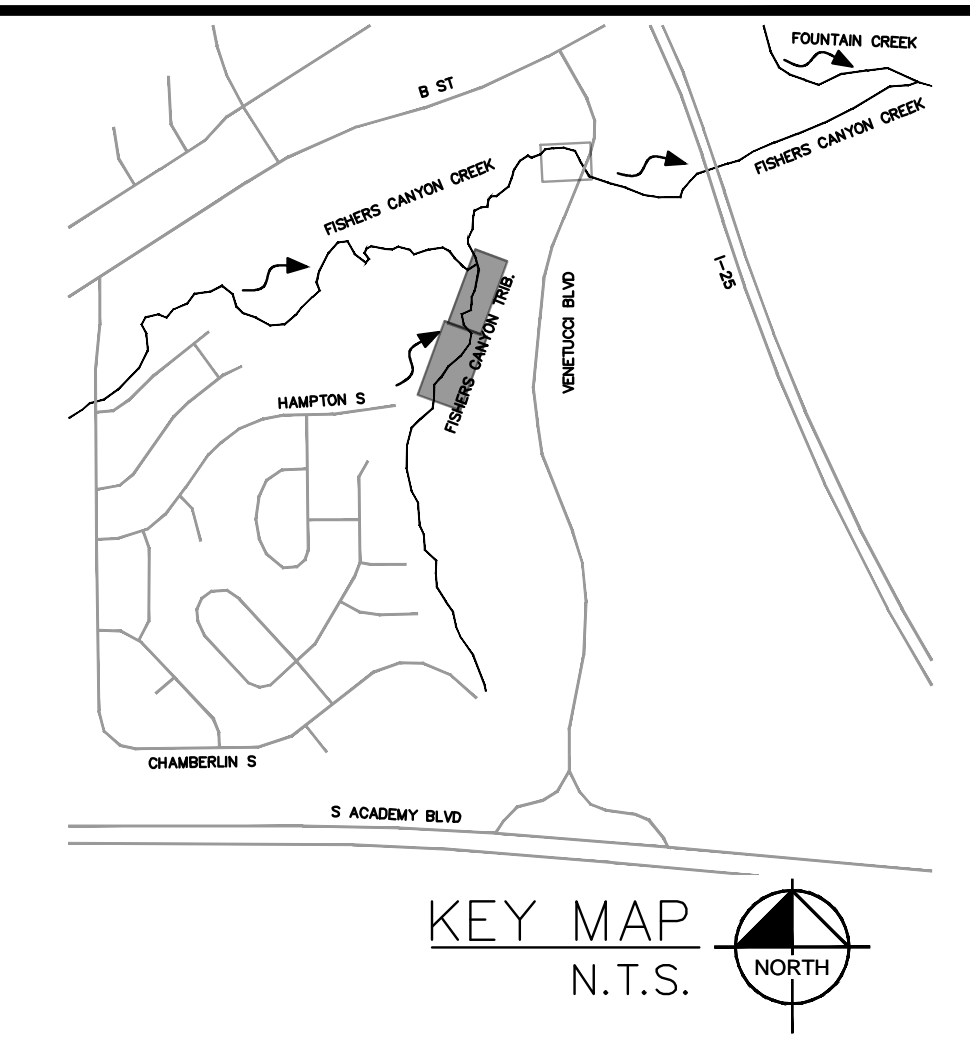 FOUNTAIN CREEK
B ST
FISHERS CANYON CREEK
FISHERS CANYON CREEK
I-25
FISHERS CANYON TRIB.
VENETUCCI BLVD
HAMPTON S
CHAMBERLIN S
S ACADEMY BLVD
KEY MAP
N.T.S.
NORTH